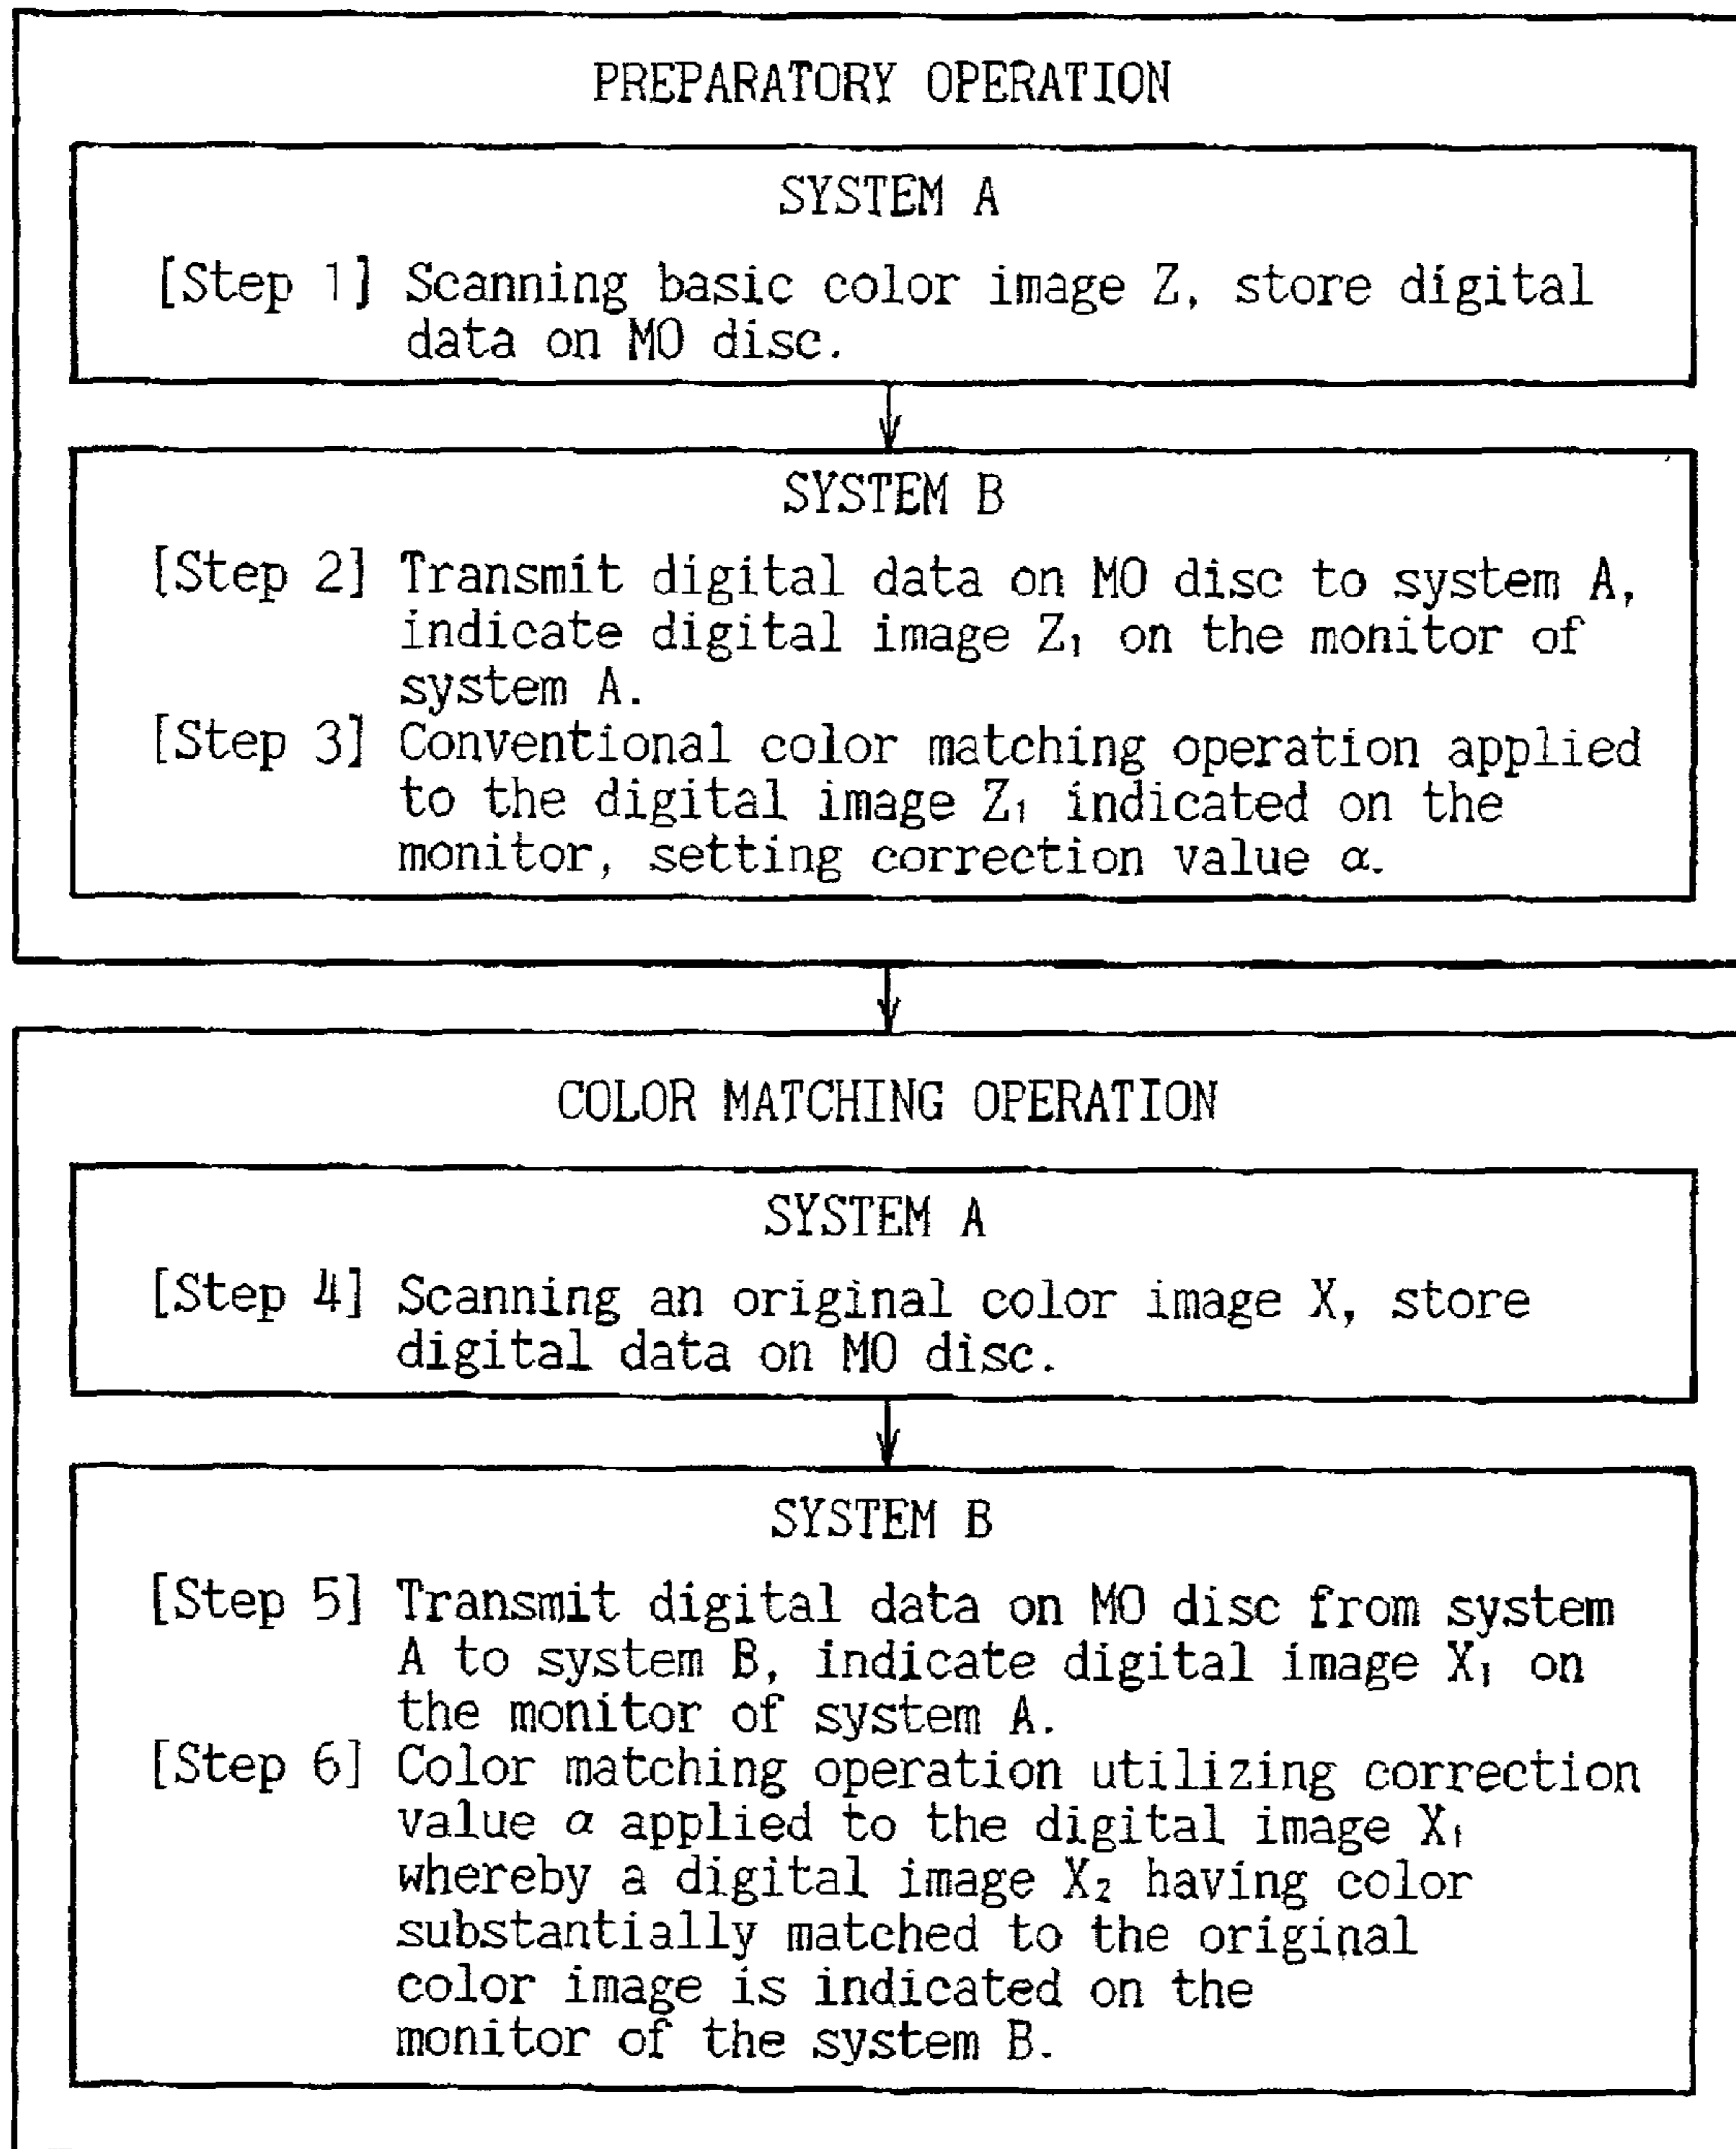 PREPARATORY OPERATION
SYSTEM A
[Step 1] Scanning basic color image Z, store digital
data on MO disc.
SYSTEM B
[Step 2] Transmit digital data on MO disc to system A,
indicate digital image Z₁ on the monitor of
system A.
[Step 3] Conventional color matching operation applied
to the digital image Z₁ indicated on the
monitor, setting correction value α.
COLOR MATCHING OPERATION
SYSTEM A
[Step 4] Scanning an original color image X, store
digital data on MO disc.
SYSTEM B
[Step 5] Transmit digital data on MO disc from system
A to system B, indicate digital image X₁ on
the monitor of system A.
[Step 6] Color matching operation utilizing correction
value α applied to the digital image X₁
whereby a digital image X₂ having color
substantially matched to the original
color image is indicated on the
monitor of the system B.